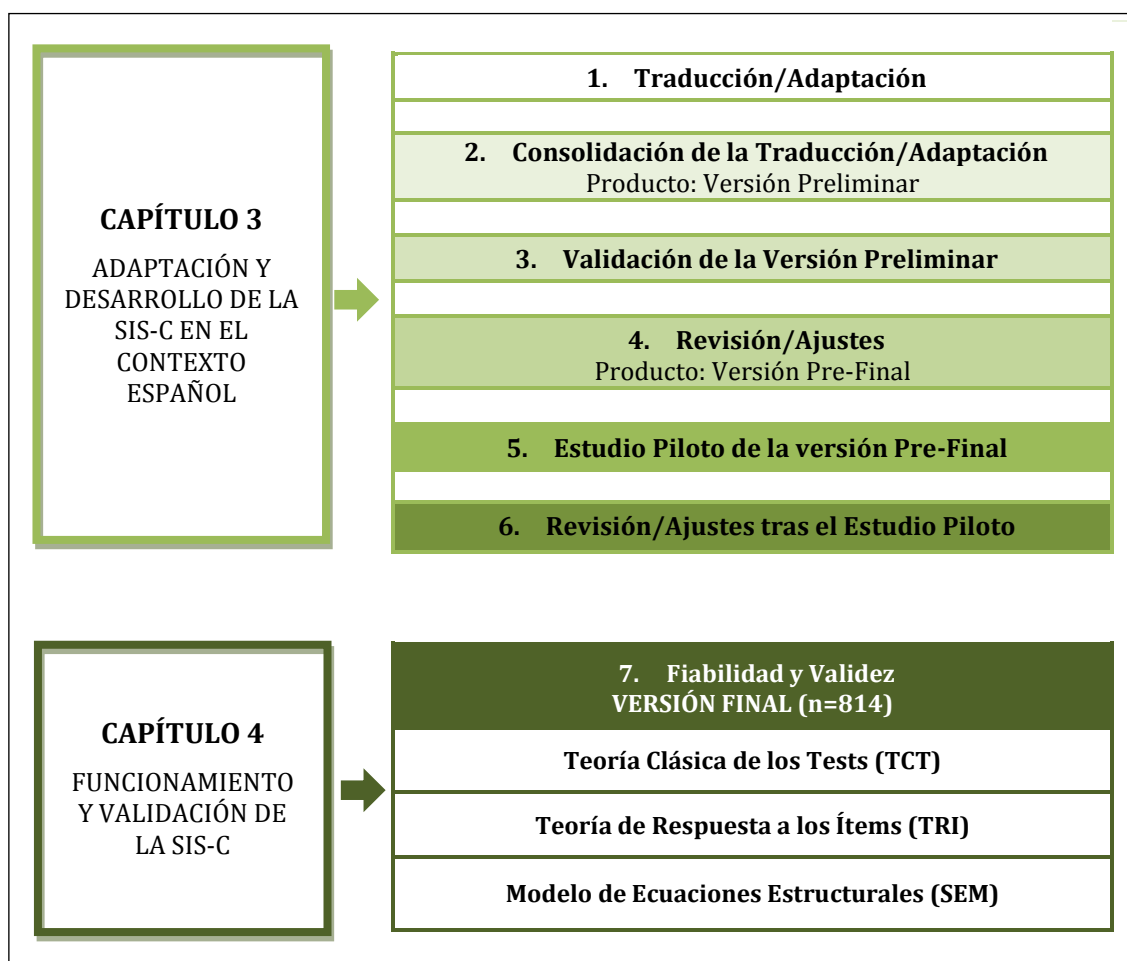 CAPÍTULO 3
ADAPTACIÓN Y
DESARROLLO DE LA
SIS-C EN EL
CONTEXTO
ESPAÑOL
1. Traducción/Adaptación
2. Consolidación de la Traducción/Adaptación
Producto: Versión Preliminar
3. Validación de la Versión Preliminar
4. Revisión/Ajustes
Producto: Versión Pre-Final
5. Estudio Piloto de la versión Pre-Final
6. Revisión/Ajustes tras el Estudio Piloto
CAPÍTULO 4
FUNCIONAMIENTO
Y VALIDACIÓN DE
LA SIS-C
7. Fiabilidad y Validez
VERSIÓN FINAL (n=814)
Teoría Clásica de los Tests (TCT)
Teoría de Respuesta a los Ítems (TRI)
Modelo de Ecuaciones Estructurales (SEM)